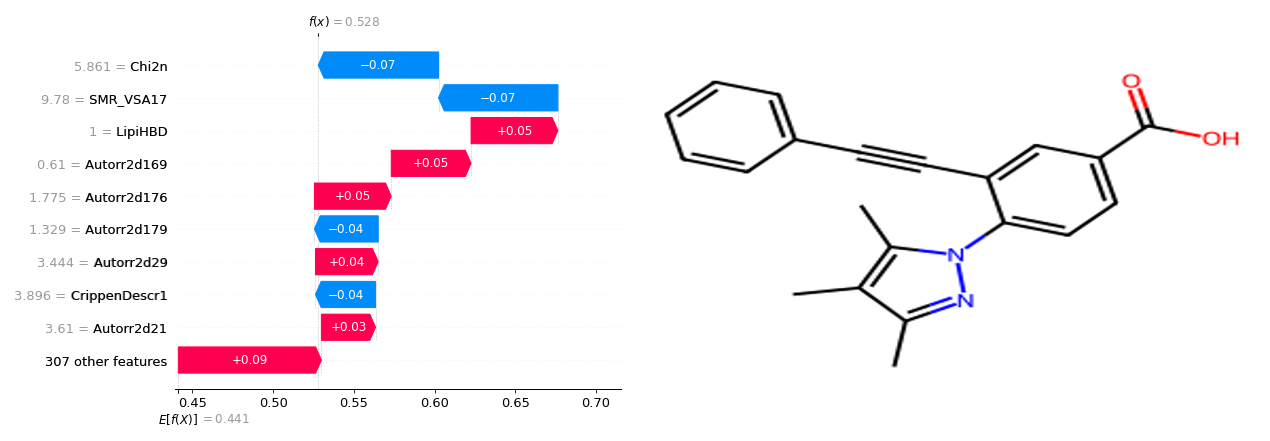 f(x) = 0.528
5.861 = Chi2n
−0.07
9.78 = SMR_VSA17
−0.07
1 = LipiHBD
+0.05
0.61 = Autorr2d169
+0.05
1.775 = Autorr2d176
+0.05
1.329 = Autorr2d179
−0.04
3.444 = Autorr2d29
+0.04
3.896 = CrippenDescr1
−0.04
3.61 = Autorr2d21
+0.03
307 other features
+0.09
0.45 0.50 0.55 0.60 0.65 0.70
E[f(X)] = 0.441
O
OH
N
N